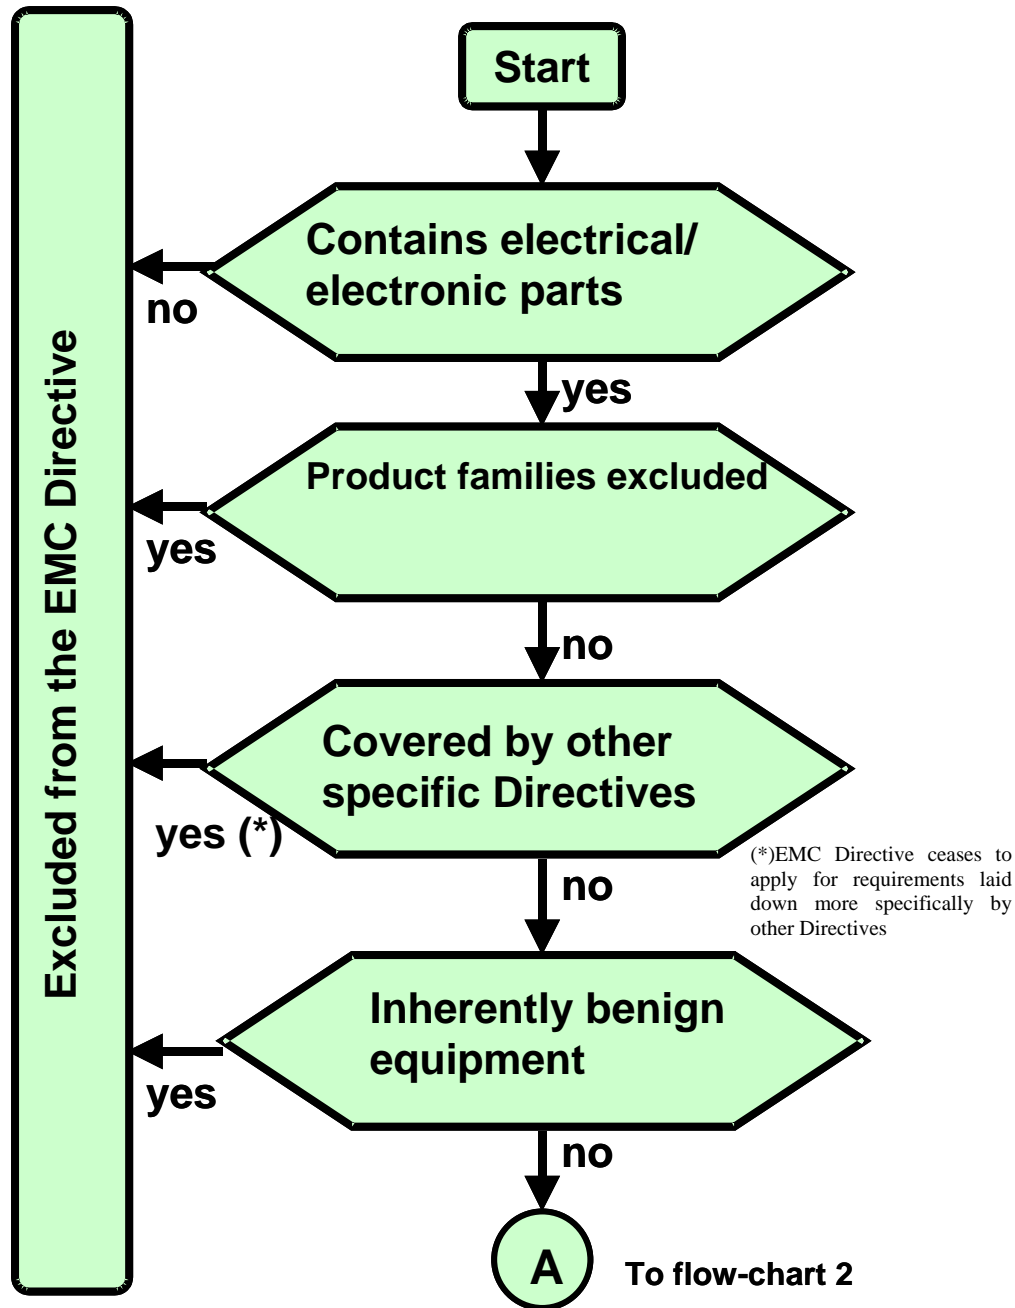 Start
Contains electrical/
electronic parts
no
yes
Product families excluded
yes
no
Covered by other
specific Directives
yes (*)
no
(*)EMC Directive ceases to
apply for requirements laid
down more specifically by
other Directives
Inherently benign
equipment
yes
no
A
To flow-chart 2
Excluded from the EMC Directive